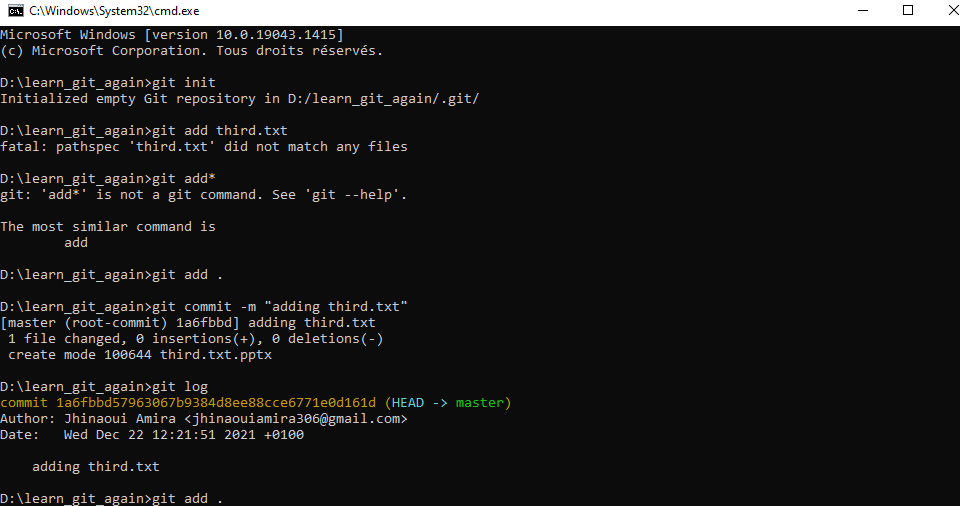 C:\Windows\System32\cmd.exe
Microsoft Windows [version 10.0.19043.1415]
(c) Microsoft Corporation. Tous droits réservés.
D:\learn_git_again>git init
Initialized empty Git repository in D:/learn_git_again/.git/
D:\learn_git_again>git add third.txt
fatal: pathspec 'third.txt' did not match any files
D:\learn_git_again>git add*
git: 'add*' is not a git command. See 'git --help'.
The most similar command is
add
D:\learn_git_again>git add .
D:\learn_git_again>git commit -m "adding third.txt"
[master (root-commit) 1a6fbbd] adding third.txt
1 file changed, 0 insertions(+), 0 deletions(-)
create mode 100644 third.txt.pptx
D:\learn_git_again>git log
commit 1a6fbbd57963067b9384d8ee88cce6771e0d161d (HEAD -> master)
Author: Jhinaoui Amira <jhinaouiamira306@gmail.com>
Date:   Wed Dec 22 12:21:51 2021 +0100
adding third.txt
D:\learn_git_again>git add .